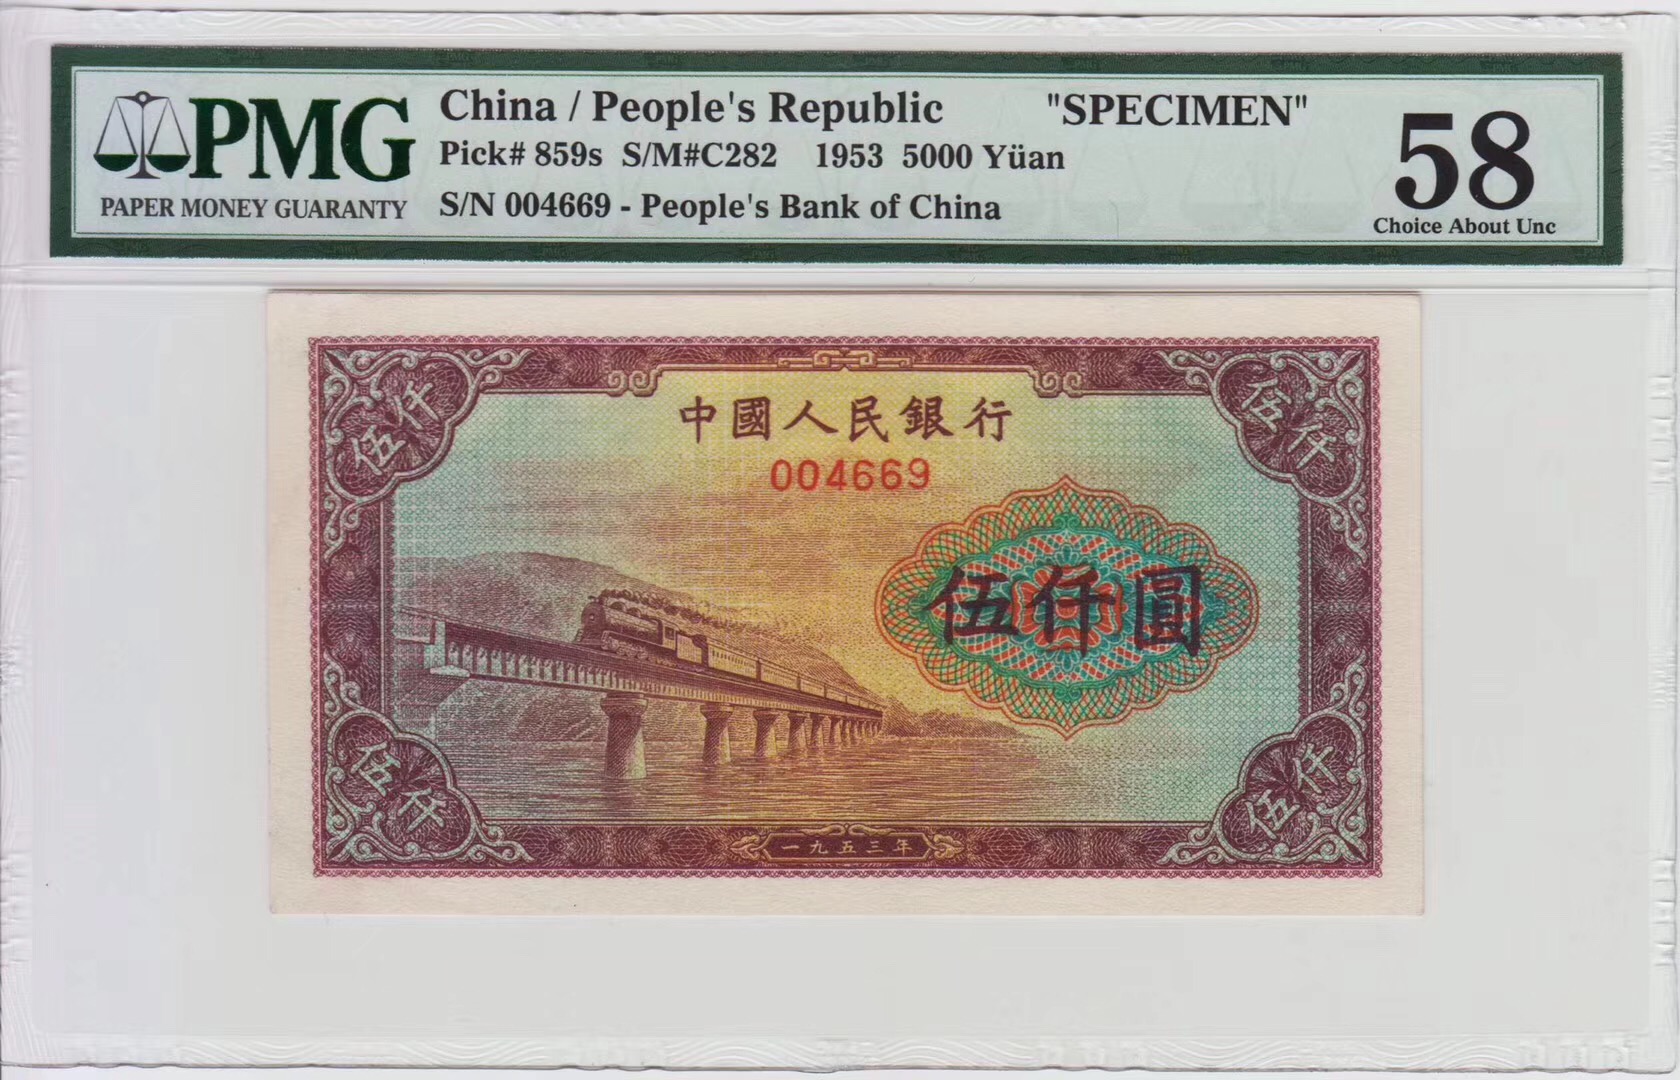 PMG
PAPER MONEY GUARANTY
China / People's Republic "SPECIMEN"
Pick# 859s S/M#C282 1953 5000 Yüan
S/N 004669 - People's Bank of China
58
Choice About Unc
伍仟
伍仟
中國人民銀行
004669
伍仟圓
伍仟
伍仟
一九五三年